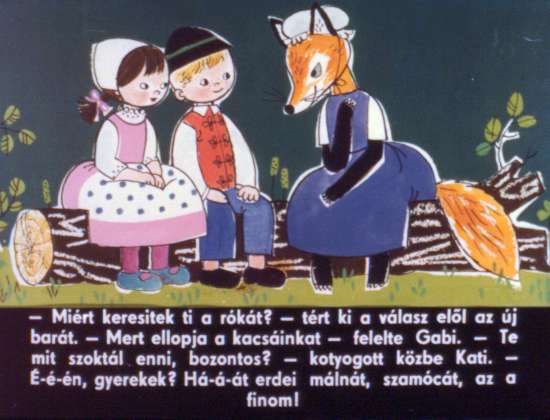 — Miért keresitek ti a rókát? — tért ki a válasz elől az új
barát. — Mert ellopja a kacsáinkat — felelte Gabi. — Te
mit szoktál enni, bozontos? — kotyogott közbe Kati. —
É-é-én, gyerekek? Há-á-át erdei málnát, szamócát, az a
finom!